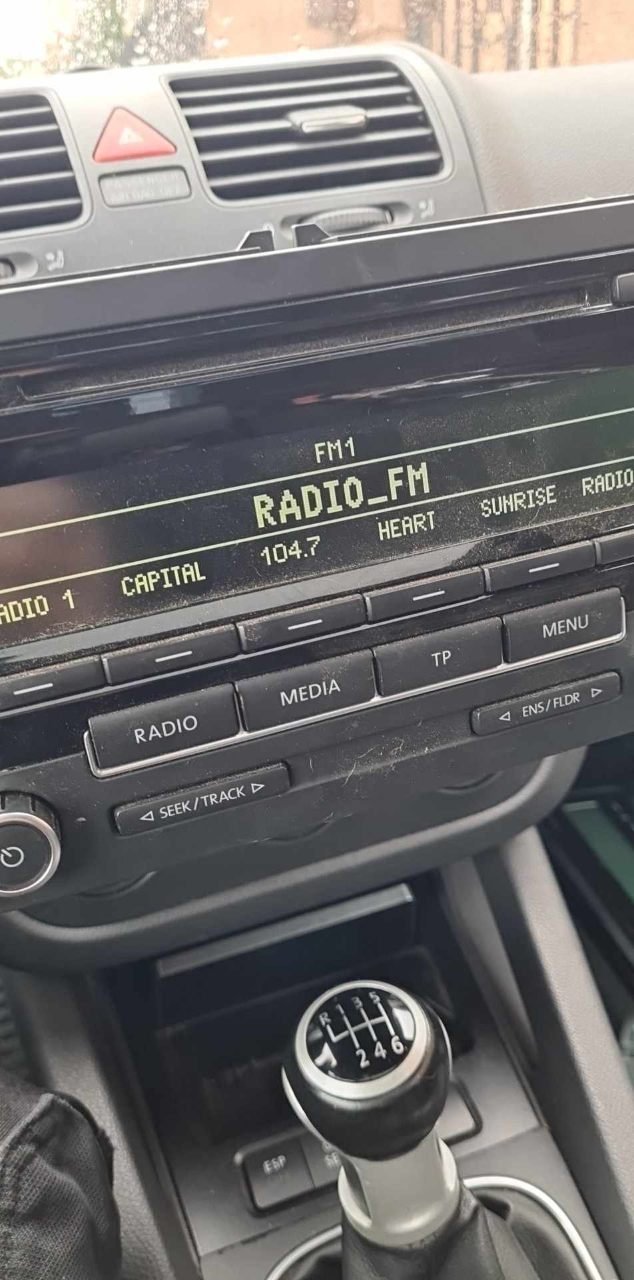 FM1
RADIO_FM
ADIO 1 CAPITAL 104.7 HEART SUNRISE RADIO
RADIO MEDIA TP MENU
SEEK / TRACK ENS / FLDR
R 1 3 5
2 4 6
ESP